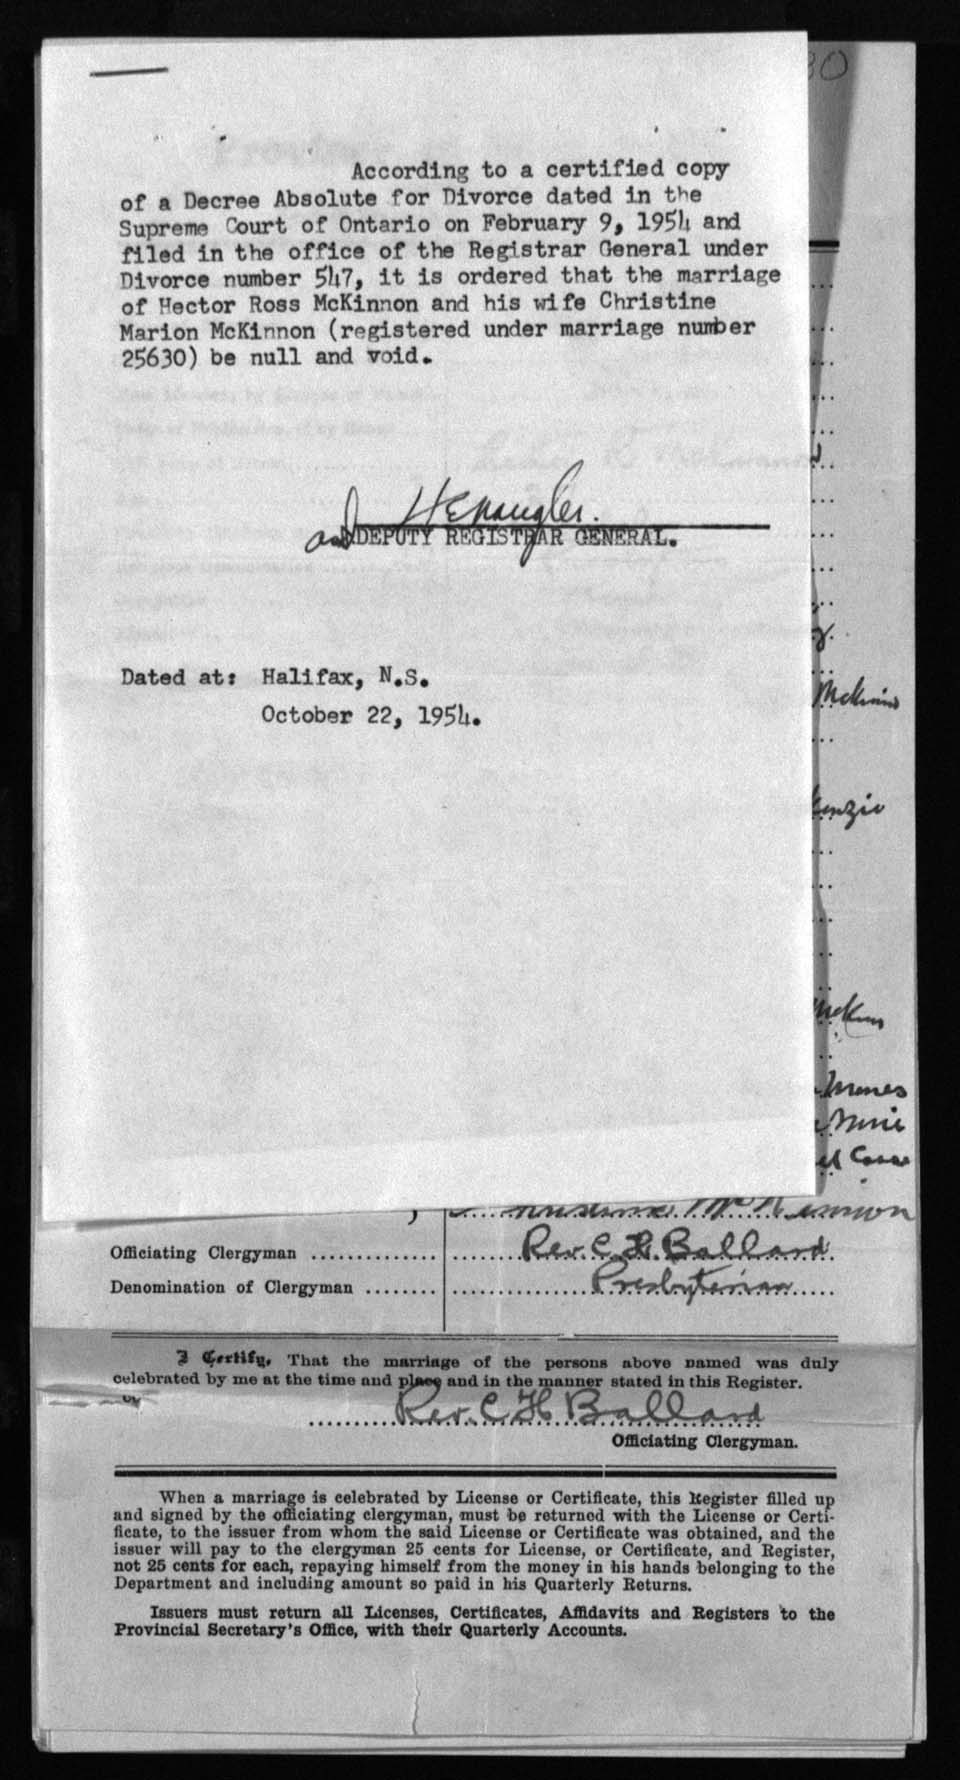 30
According to a certified copy
of a Decree Absolute for Divorce dated in the
Supreme Court of Ontario on February 9, 1954 and
filed in the office of the Registrar General under
Divorce number 547, it is ordered that the marriage
of Hector Ross McKinnon and his wife Christine
Marion McKinnon (registered under marriage number
25630) be null and void.
DEPUTY REGISTRAR GENERAL.
Dated at: Halifax, N.S.
October 22, 1954.
Officiating Clergyman .............. Rev. C. H. Ballard
Denomination of Clergyman ........ Presbyterian
I Certify, That the marriage of the persons above named was duly
celebrated by me at the time and place and in the manner stated in this Register.
Rev. C H Ballard
Officiating Clergyman.
When a marriage is celebrated by License or Certificate, this Register filled up
and signed by the officiating clergyman, must be returned with the License or Certi-
ficate, to the issuer from whom the said License or Certificate was obtained, and the
issuer will pay to the clergyman 25 cents for License, or Certificate, and Register,
not 25 cents for each, repaying himself from the money in his hands belonging to the
Department and including amount so paid in his Quarterly Returns.
Issuers must return all Licenses, Certificates, Affidavits and Registers to the
Provincial Secretary's Office, with their Quarterly Accounts.